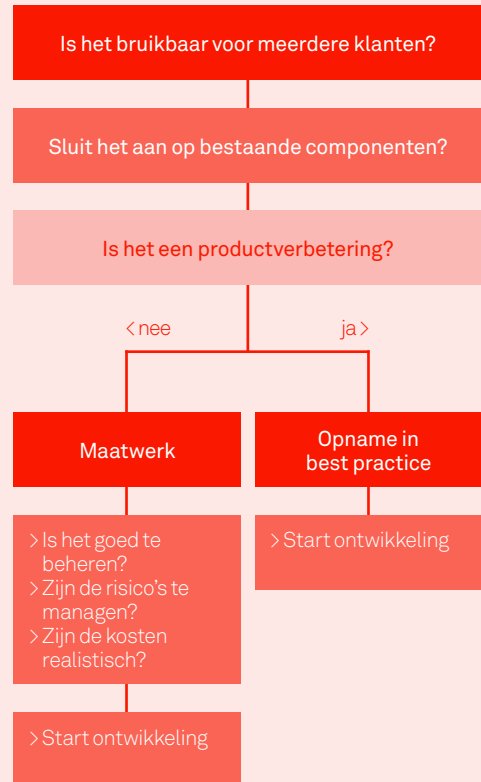 Is het bruikbaar voor meerdere klanten?
Sluit het aan op bestaande componenten?
Is het een productverbetering?
< nee
ja >
Maatwerk
Opname in
best practice
> Is het goed te
beheren?
> Zijn de risico's te
managen?
> Zijn de kosten
realistisch?
> Start ontwikkeling
> Start ontwikkeling